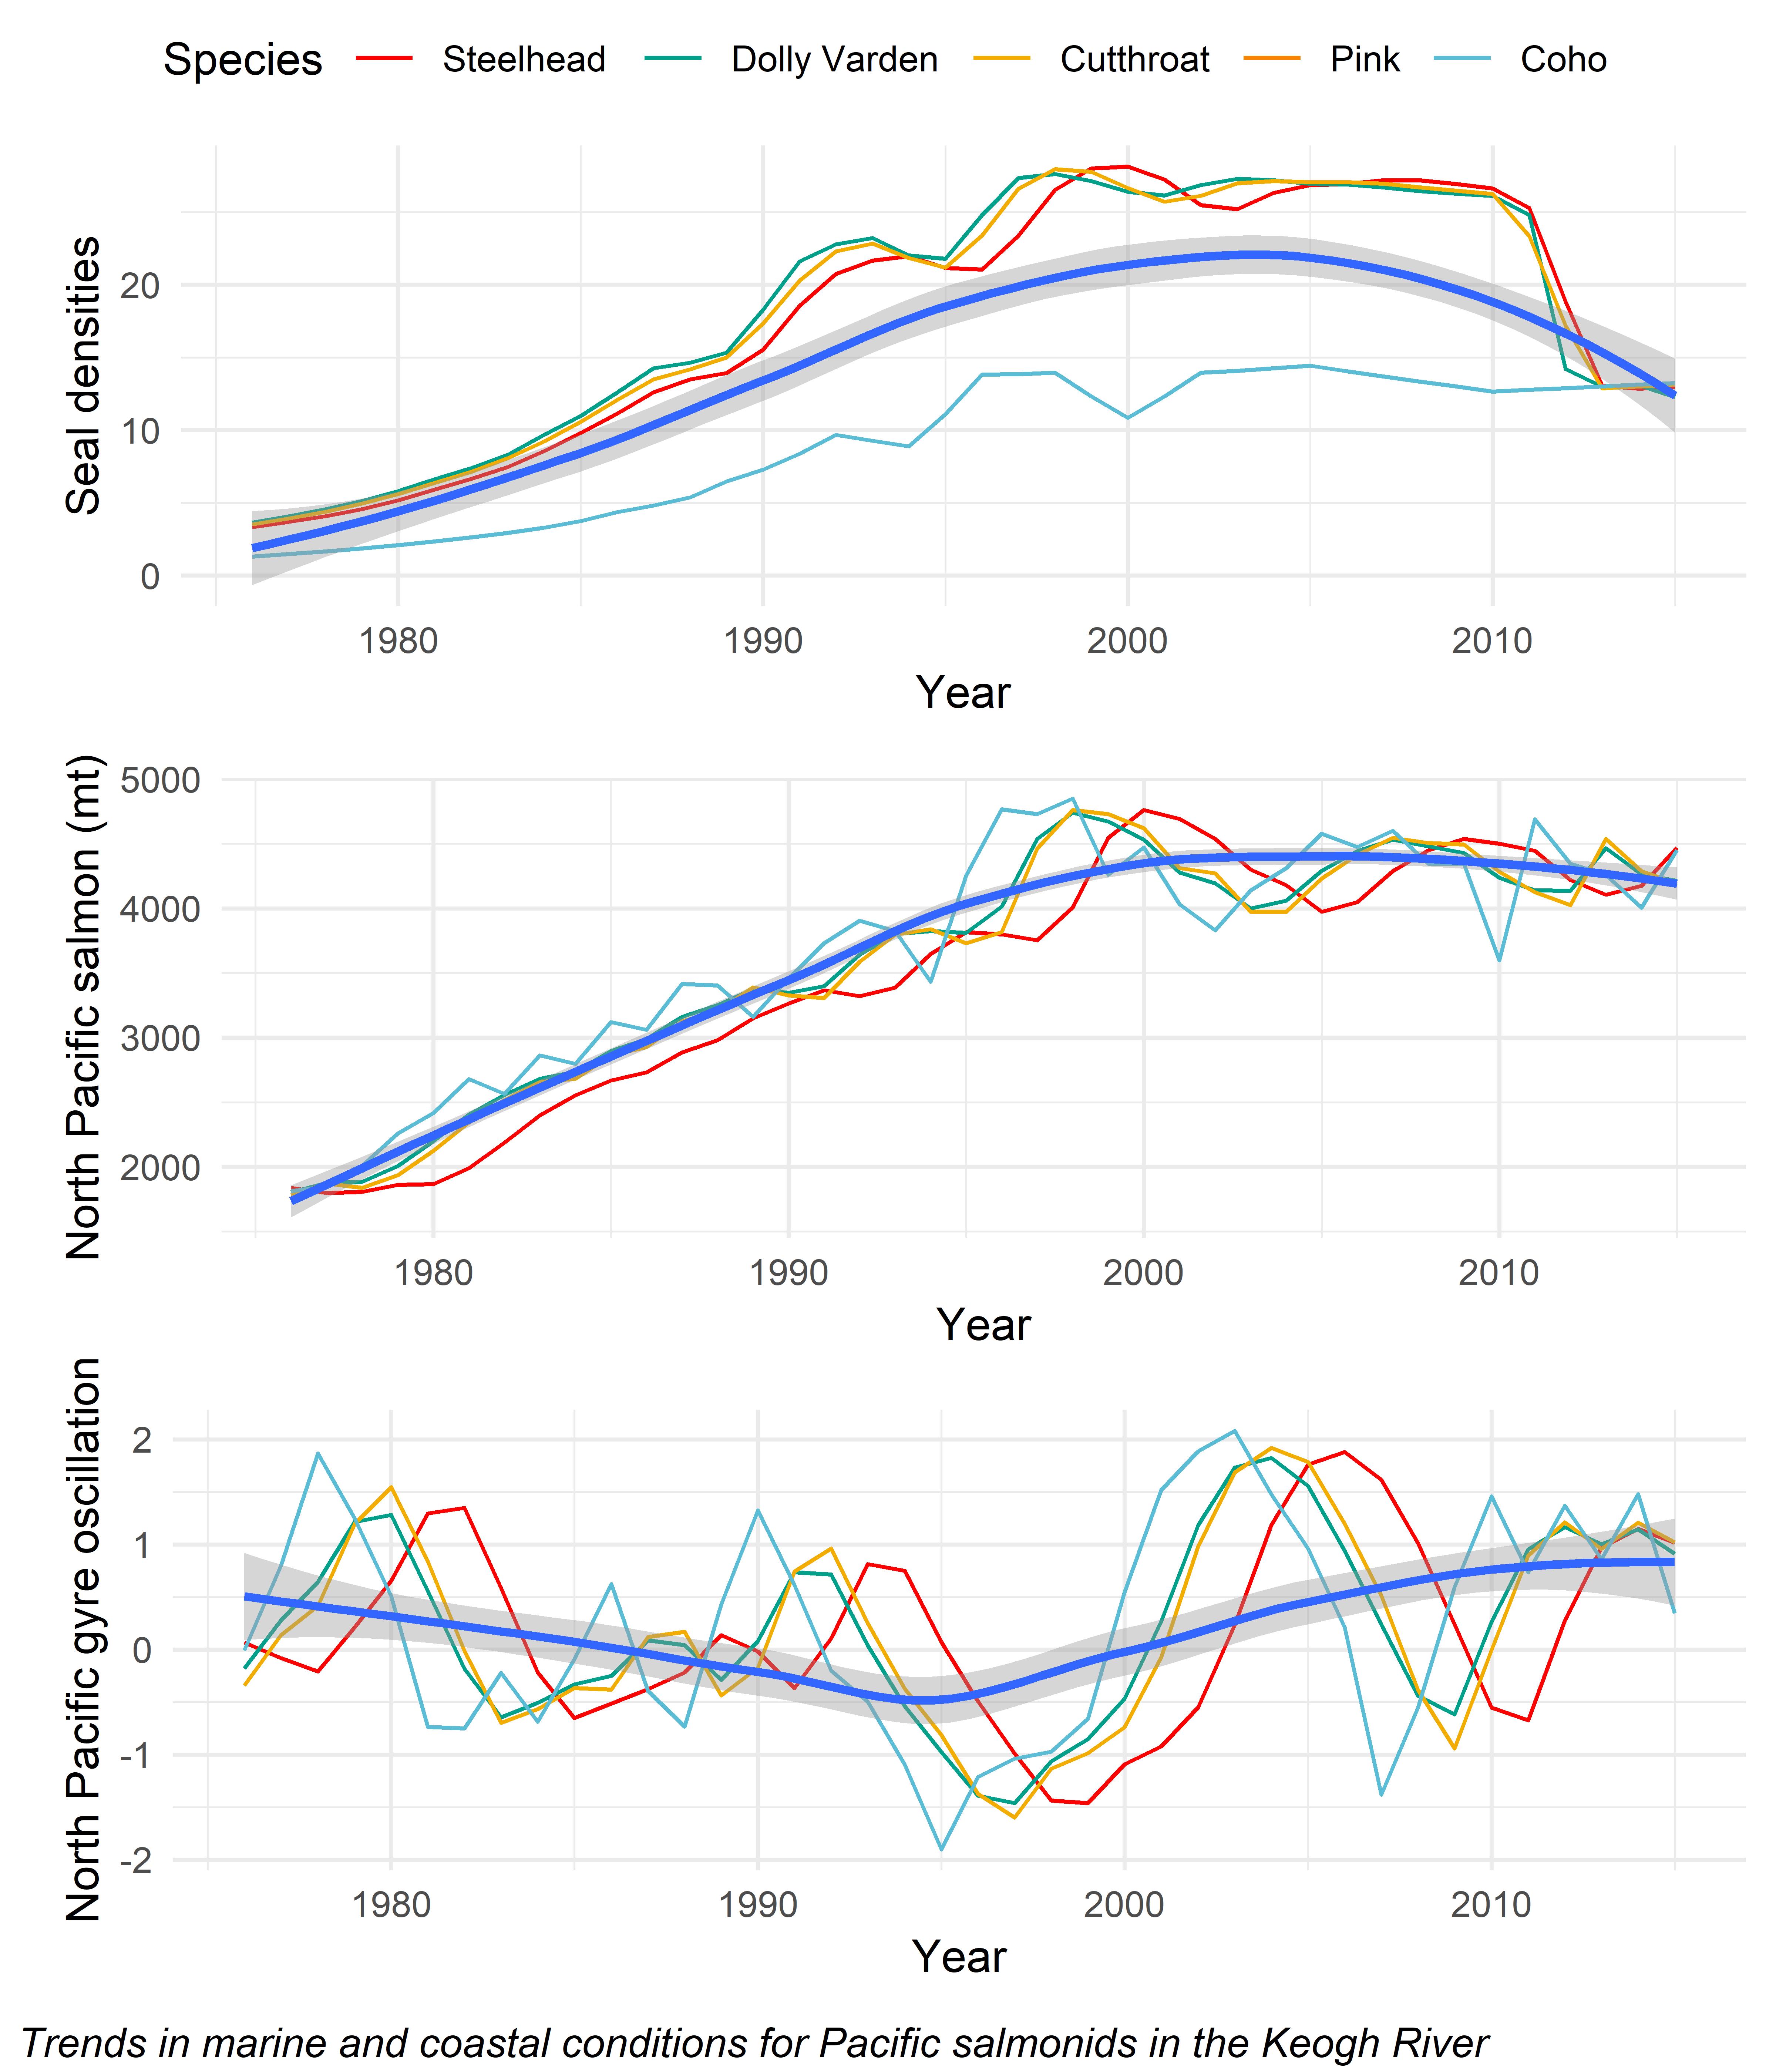 Species Steelhead Dolly Varden Cutthroat Pink Coho
Seal densities
20
10
0
1980 1990 2000 2010
Year
North Pacific salmon (mt)
5000
4000
3000
2000
1980 1990 2000 2010
Year
North Pacific gyre oscillation
2
1
0
-1
-2
1980 1990 2000 2010
Year
Trends in marine and coastal conditions for Pacific salmonids in the Keogh River